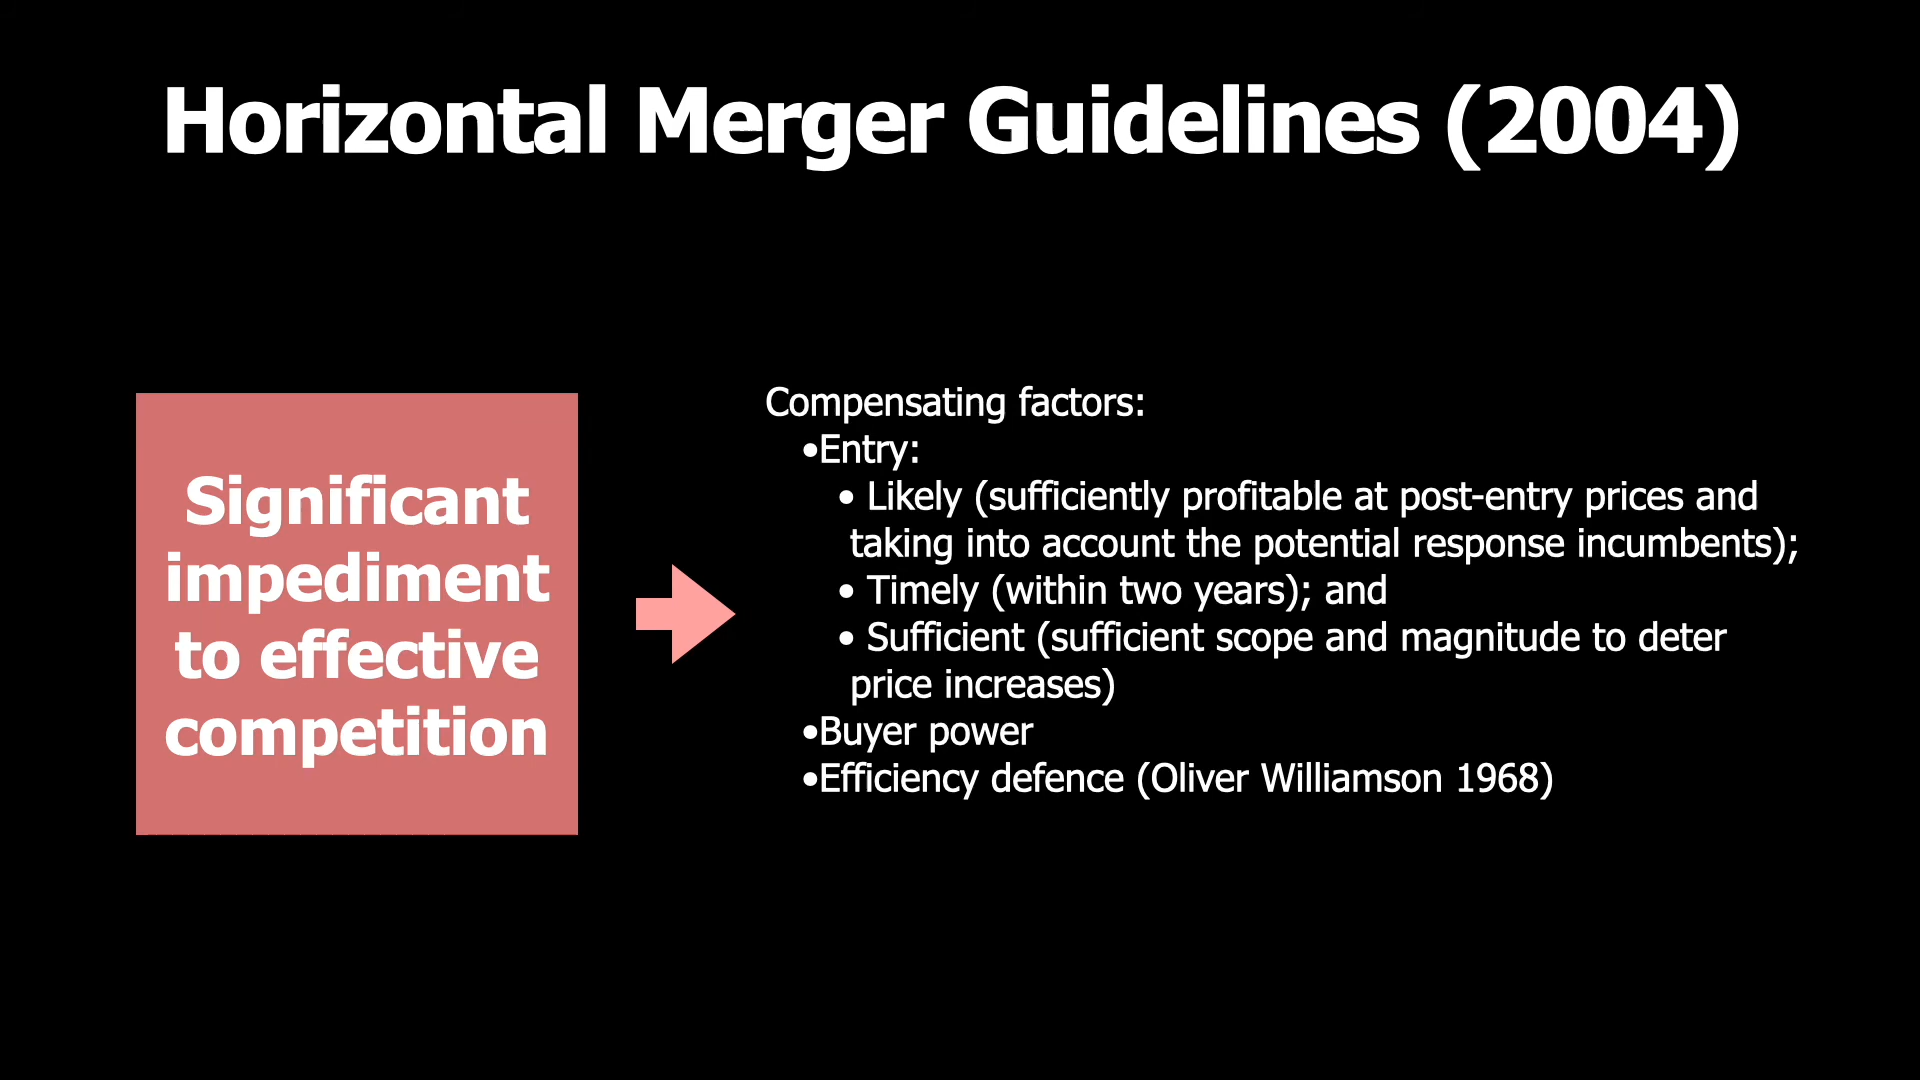 Horizontal Merger Guidelines (2004)
Significant
impediment
to effective
competition
Compensating factors:
•Entry:
• Likely (sufficiently profitable at post-entry prices and
taking into account the potential response incumbents);
• Timely (within two years); and
• Sufficient (sufficient scope and magnitude to deter
price increases)
•Buyer power
•Efficiency defence (Oliver Williamson 1968)